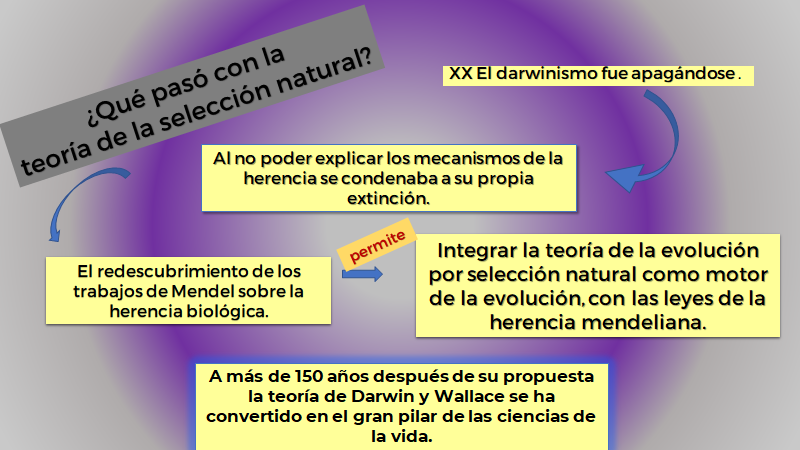 ¿Qué pasó con la
teoría de la selección natural?
XX El darwinismo fue apagándose .
Al no poder explicar los mecanismos de la
herencia se condenaba a su propia
extinción.
El redescubrimiento de los
trabajos de Mendel sobre la
herencia biológica.
permite
Integrar la teoría de la evolución
por selección natural como motor
de la evolución, con las leyes de la
herencia mendeliana.
A más de 150 años después de su propuesta
la teoría de Darwin y Wallace se ha
convertido en el gran pilar de las ciencias de
la vida.